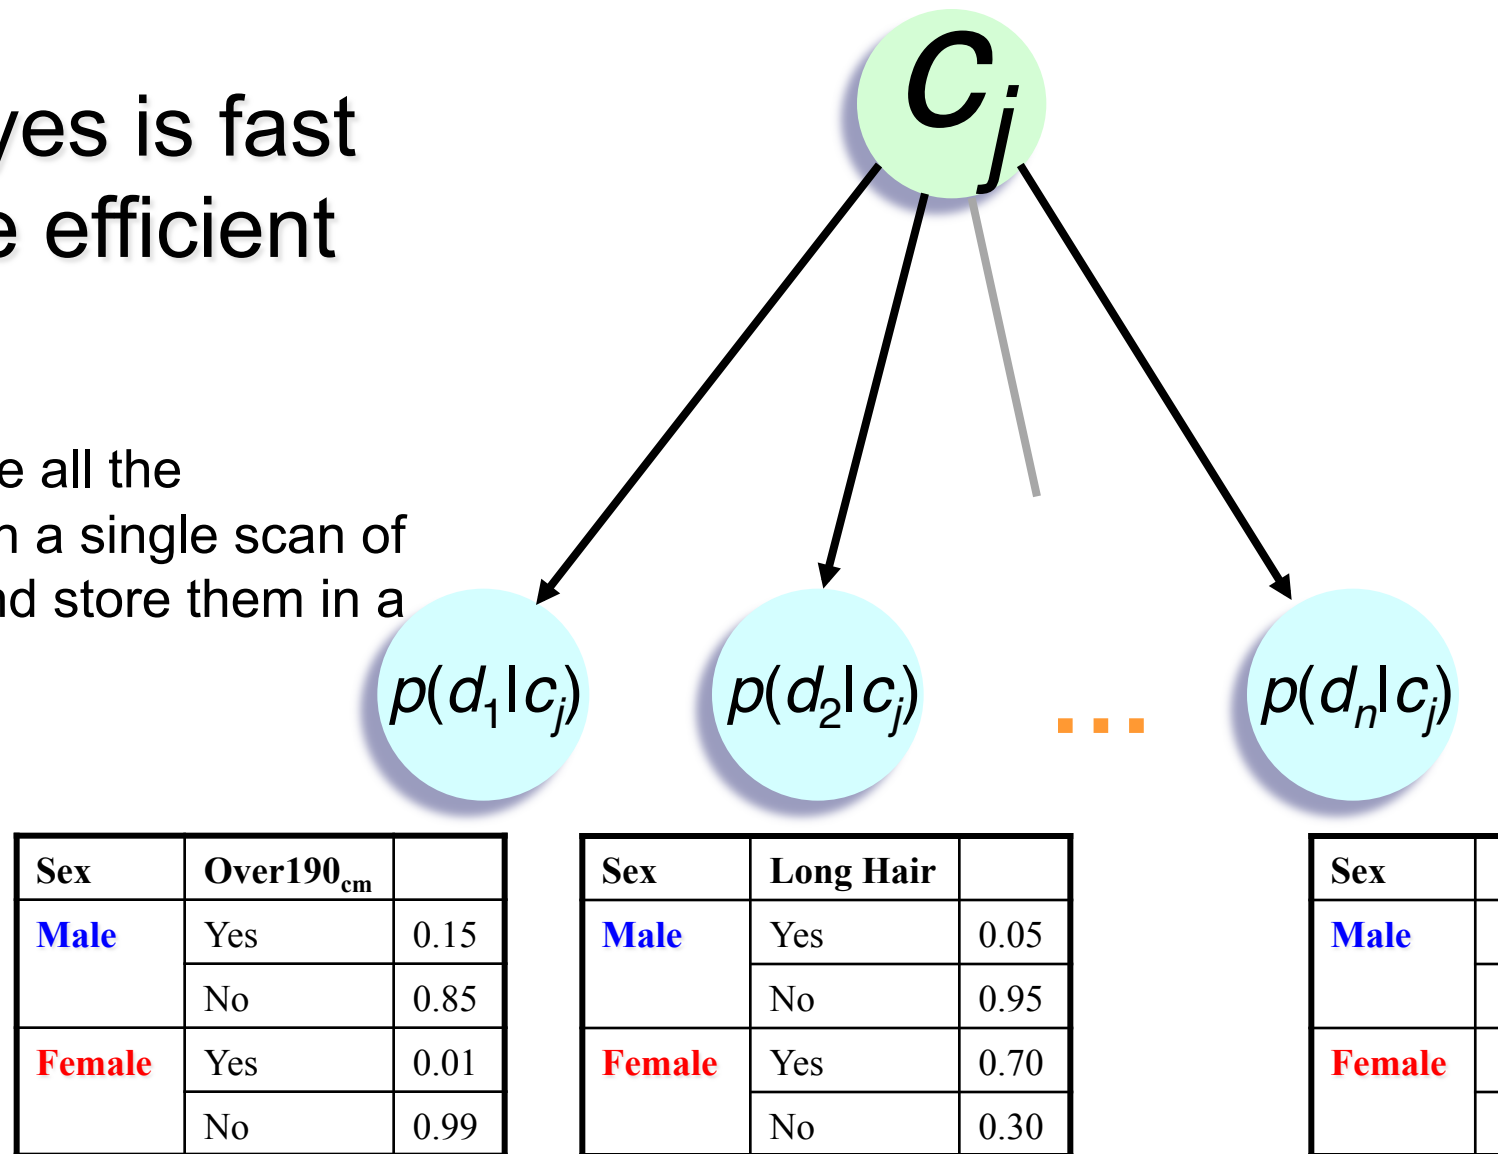 yes is fast
e efficient
e all the
n a single scan of
nd store them in a
c_j
p(d_1|c_j)
p(d_2|c_j)
...
p(d_n|c_j)
Sex Over190_cm
Male Yes 0.15
No 0.85
Female Yes 0.01
No 0.99
Sex Long Hair
Male Yes 0.05
No 0.95
Female Yes 0.70
No 0.30
Sex
Male
Female